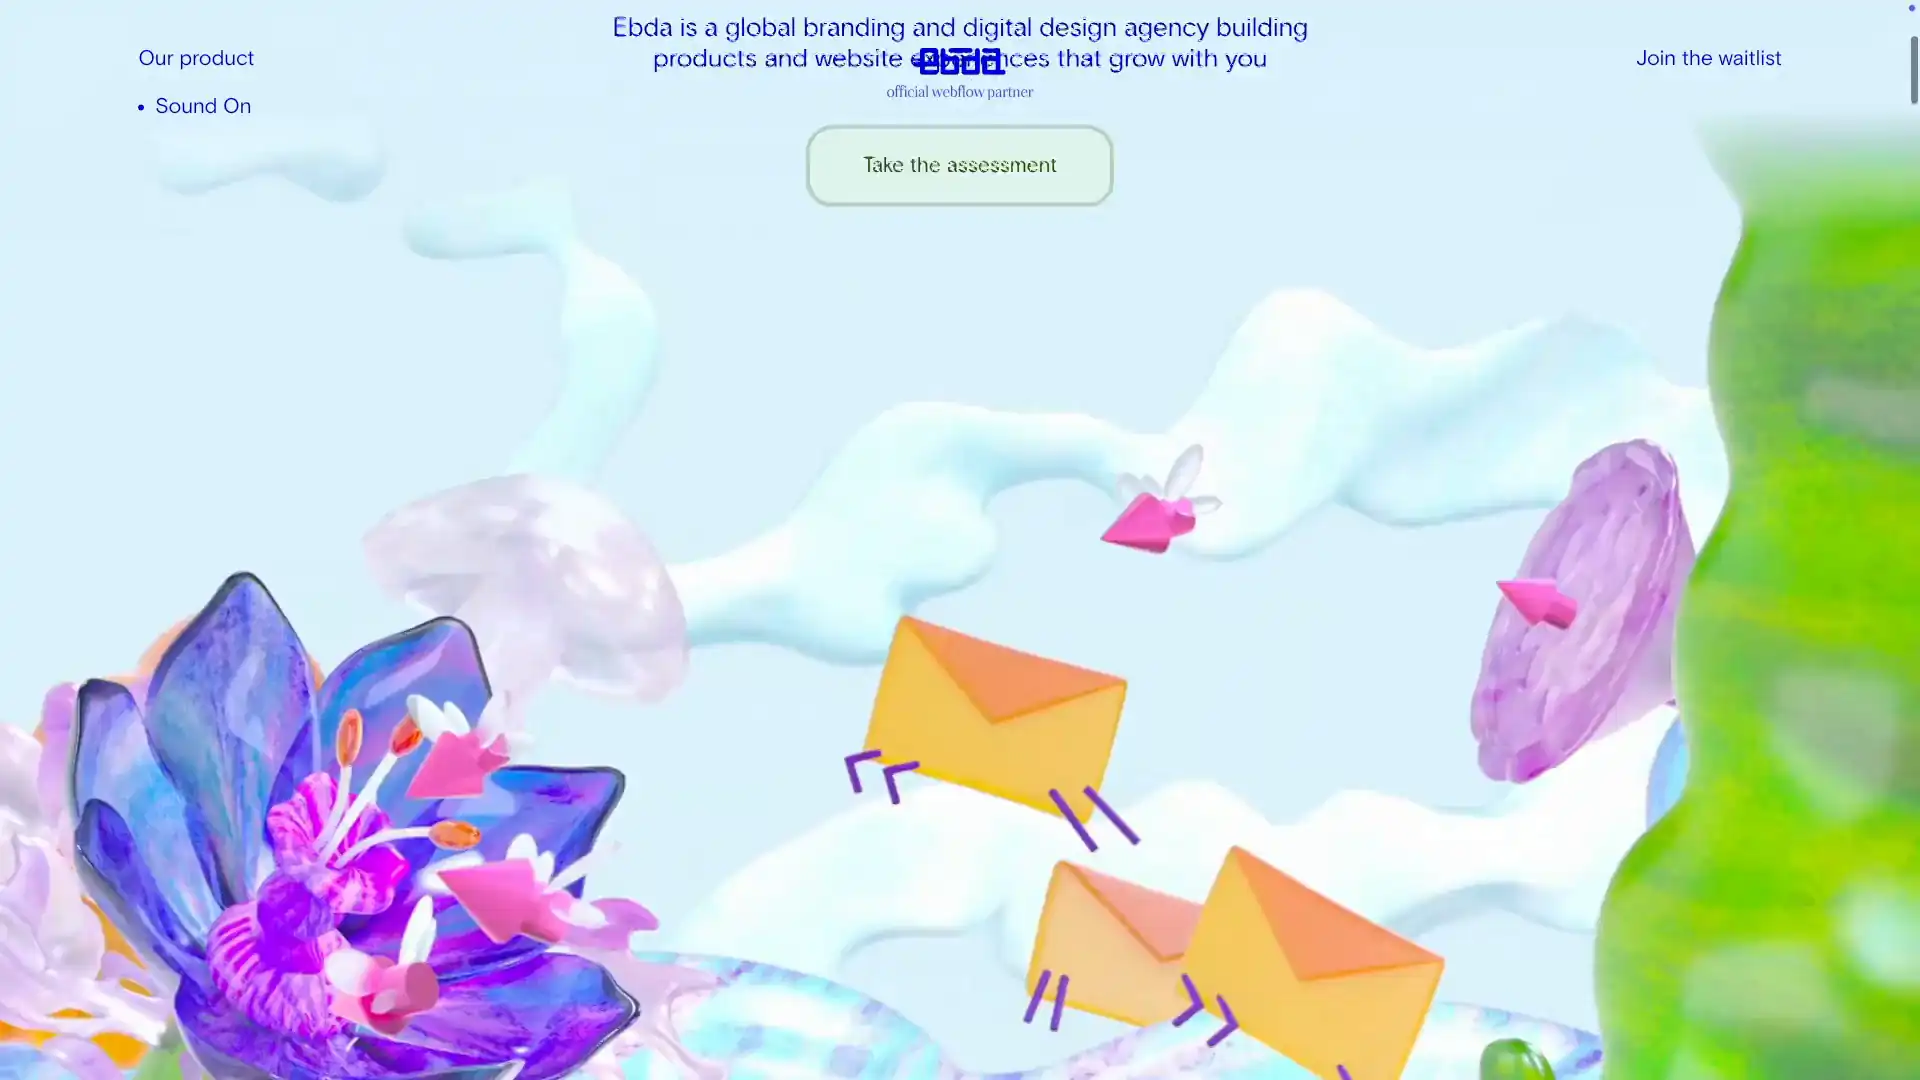 Ebda is a global branding and digital design agency building
products and website experiences that grow with you
ebda
official webflow partner
Our product
Join the waitlist
• Sound On
Take the assessment